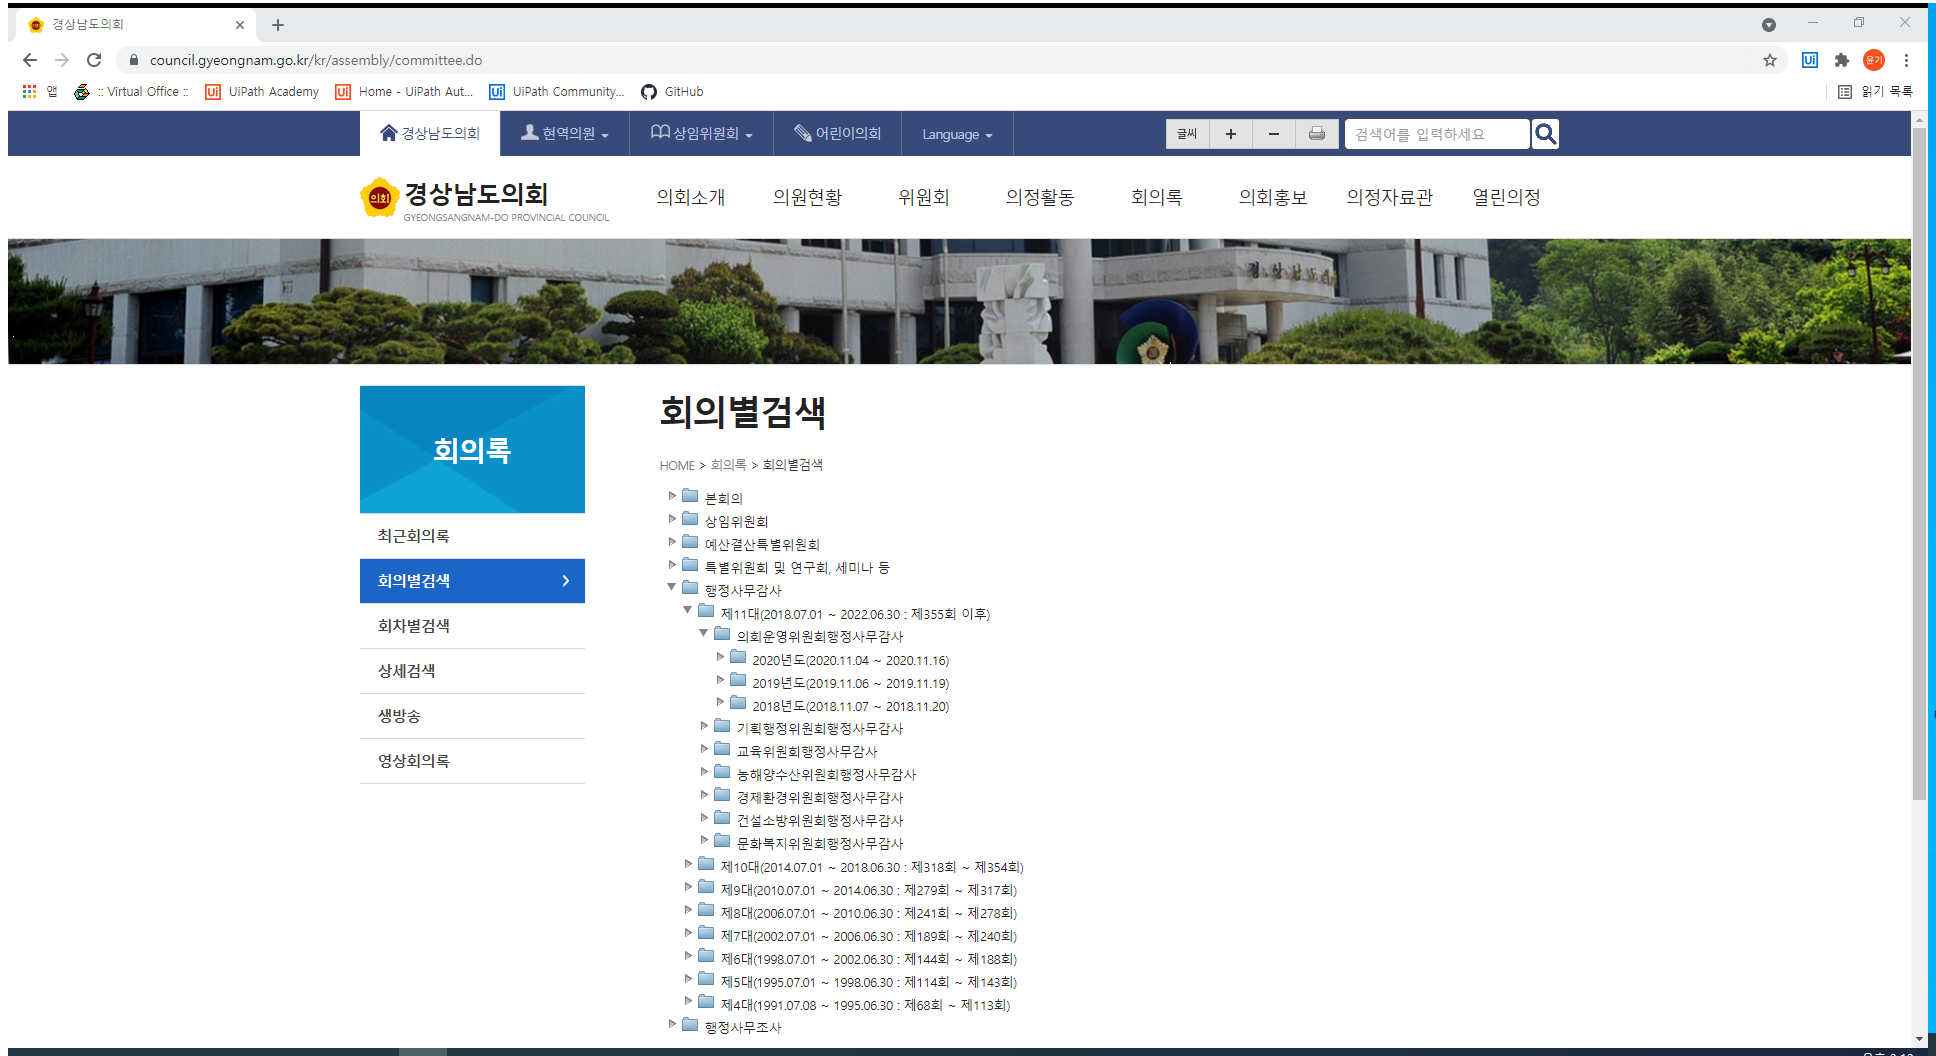 경상남도의회
council.gyeongnam.go.kr/kr/assembly/committee.do
윤기
앱 :: Virtual Office :: UiPath Academy Home - UiPath Aut... UiPath Community... GitHub 읽기 목록
경상남도의회 현역의원 상임위원회 어린이의회 Language 글씨 + − 검색어를 입력하세요
의회 경상남도의회 의회소개 의원현황 위원회 의정활동 회의록 의회홍보 의정자료관 열린의정
GYEONGSANGNAM-DO PROVINCIAL COUNCIL
회의록
최근회의록
회의별검색
회차별검색
상세검색
생방송
영상회의록
회의별검색
HOME > 회의록 > 회의별검색
본회의
상임위원회
예산결산특별위원회
특별위원회 및 연구회, 세미나 등
행정사무감사
제11대(2018.07.01 ~ 2022.06.30 : 제355회 이후)
의회운영위원회행정사무감사
2020년도(2020.11.04 ~ 2020.11.16)
2019년도(2019.11.06 ~ 2019.11.19)
2018년도(2018.11.07 ~ 2018.11.20)
기획행정위원회행정사무감사
교육위원회행정사무감사
농해양수산위원회행정사무감사
경제환경위원회행정사무감사
건설소방위원회행정사무감사
문화복지위원회행정사무감사
제10대(2014.07.01 ~ 2018.06.30 : 제318회 ~ 제354회)
제9대(2010.07.01 ~ 2014.06.30 : 제279회 ~ 제317회)
제8대(2006.07.01 ~ 2010.06.30 : 제241회 ~ 제278회)
제7대(2002.07.01 ~ 2006.06.30 : 제189회 ~ 제240회)
제6대(1998.07.01 ~ 2002.06.30 : 제144회 ~ 제188회)
제5대(1995.07.01 ~ 1998.06.30 : 제114회 ~ 제143회)
제4대(1991.07.08 ~ 1995.06.30 : 제68회 ~ 제113회)
행정사무조사